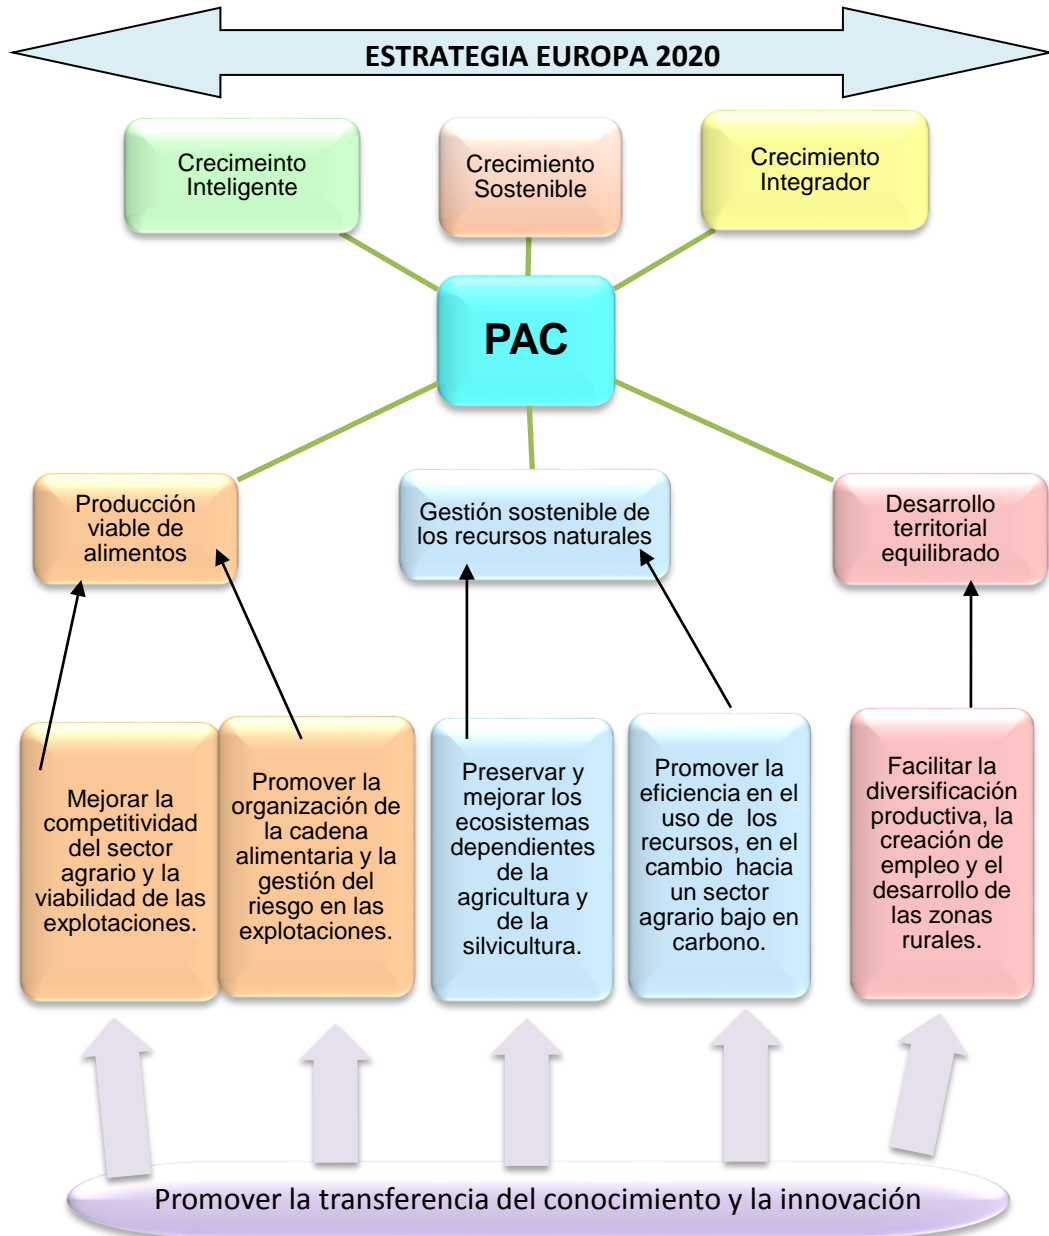 ESTRATEGIA EUROPA 2020
Crecimeinto
Inteligente
Crecimiento
Sostenible
Crecimiento
Integrador
PAC
Producción
viable de
alimentos
Gestión sostenible de
los recursos naturales
Desarrollo
territorial
equilibrado
Mejorar la
competitividad
del sector
agrario y la
viabilidad de las
explotaciones.
Promover la
organización de
la cadena
alimentaria y la
gestión del
riesgo en las
explotaciones.
Preservar y
mejorar los
ecosistemas
dependientes
de la
agricultura y
de la
silvicultura.
Promover la
eficiencia en el
uso de los
recursos, en el
cambio hacia
un sector
agrario bajo en
carbono.
Facilitar la
diversificación
productiva, la
creación de
empleo y el
desarrollo de
las zonas
rurales.
Promover la transferencia del conocimiento y la innovación